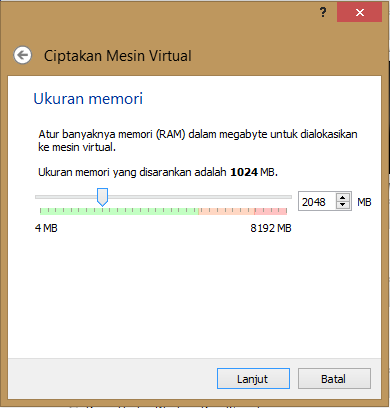 ?
Ciptakan Mesin Virtual
Ukuran memori
Atur banyaknya memori (RAM) dalam megabyte untuk dialokasikan
ke mesin virtual.
Ukuran memori yang disarankan adalah 1024 MB.
2048 MB
4 MB 8192 MB
Lanjut Batal